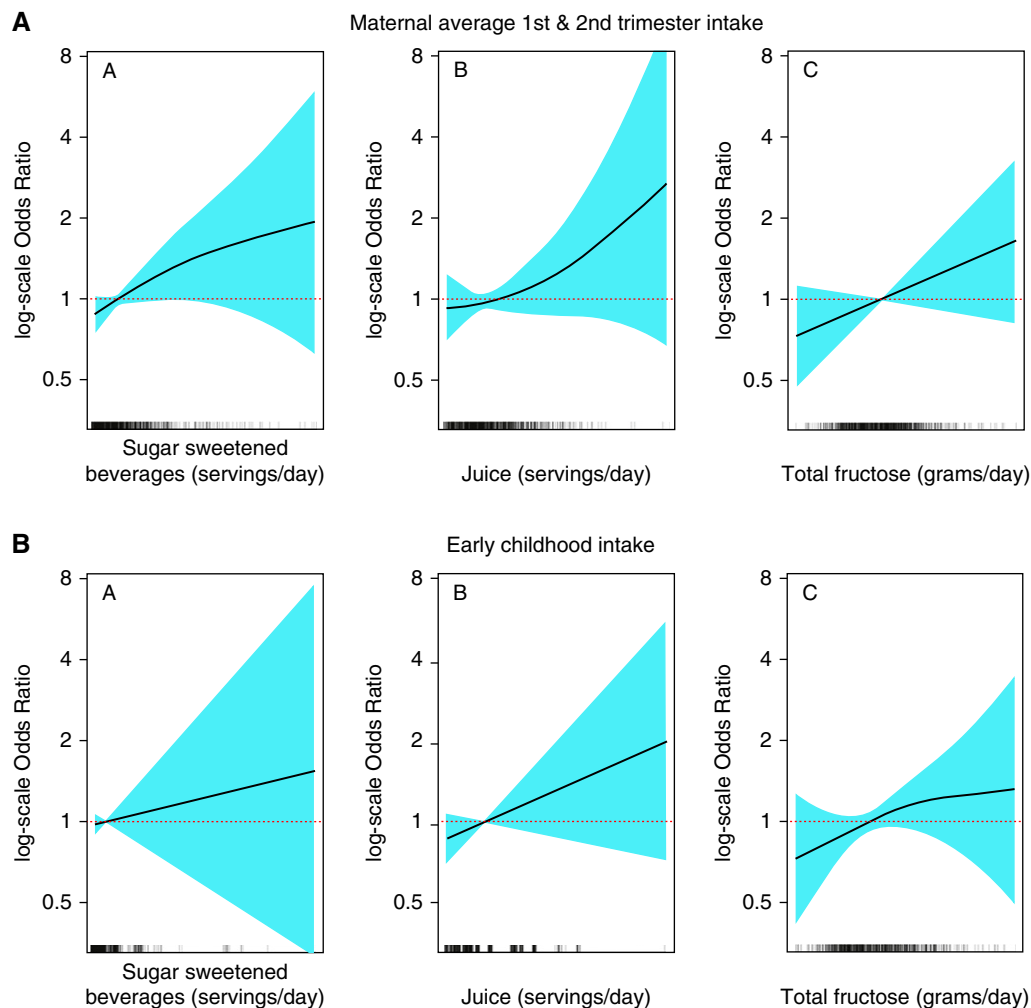 A
Maternal average 1st & 2nd trimester intake
A
8
4
2
1
0.5
log-scale Odds Ratio
Sugar sweetened
beverages (servings/day)
B
8
4
2
1
0.5
log-scale Odds Ratio
Juice (servings/day)
C
8
4
2
1
0.5
log-scale Odds Ratio
Total fructose (grams/day)
B
Early childhood intake
A
8
4
2
1
0.5
log-scale Odds Ratio
Sugar sweetened
beverages (servings/day)
B
8
4
2
1
0.5
log-scale Odds Ratio
Juice (servings/day)
C
8
4
2
1
0.5
log-scale Odds Ratio
Total fructose (grams/day)